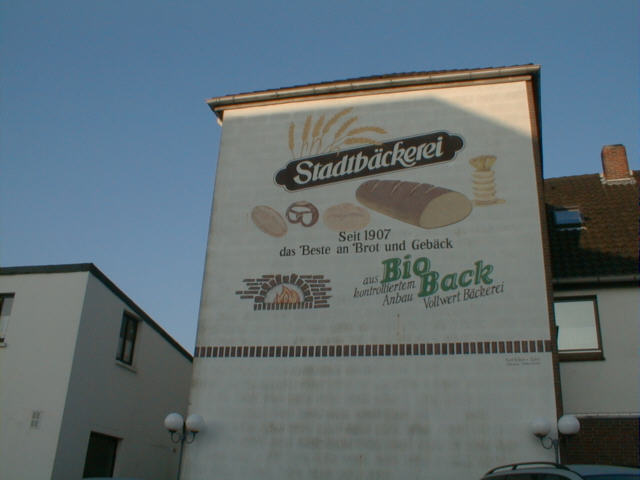 Stadtbäckerei
Seit 1907
das Beste an Brot und Gebäck
aus Bio
kontrolliertem Back
Anbau Vollwert Bäckerei